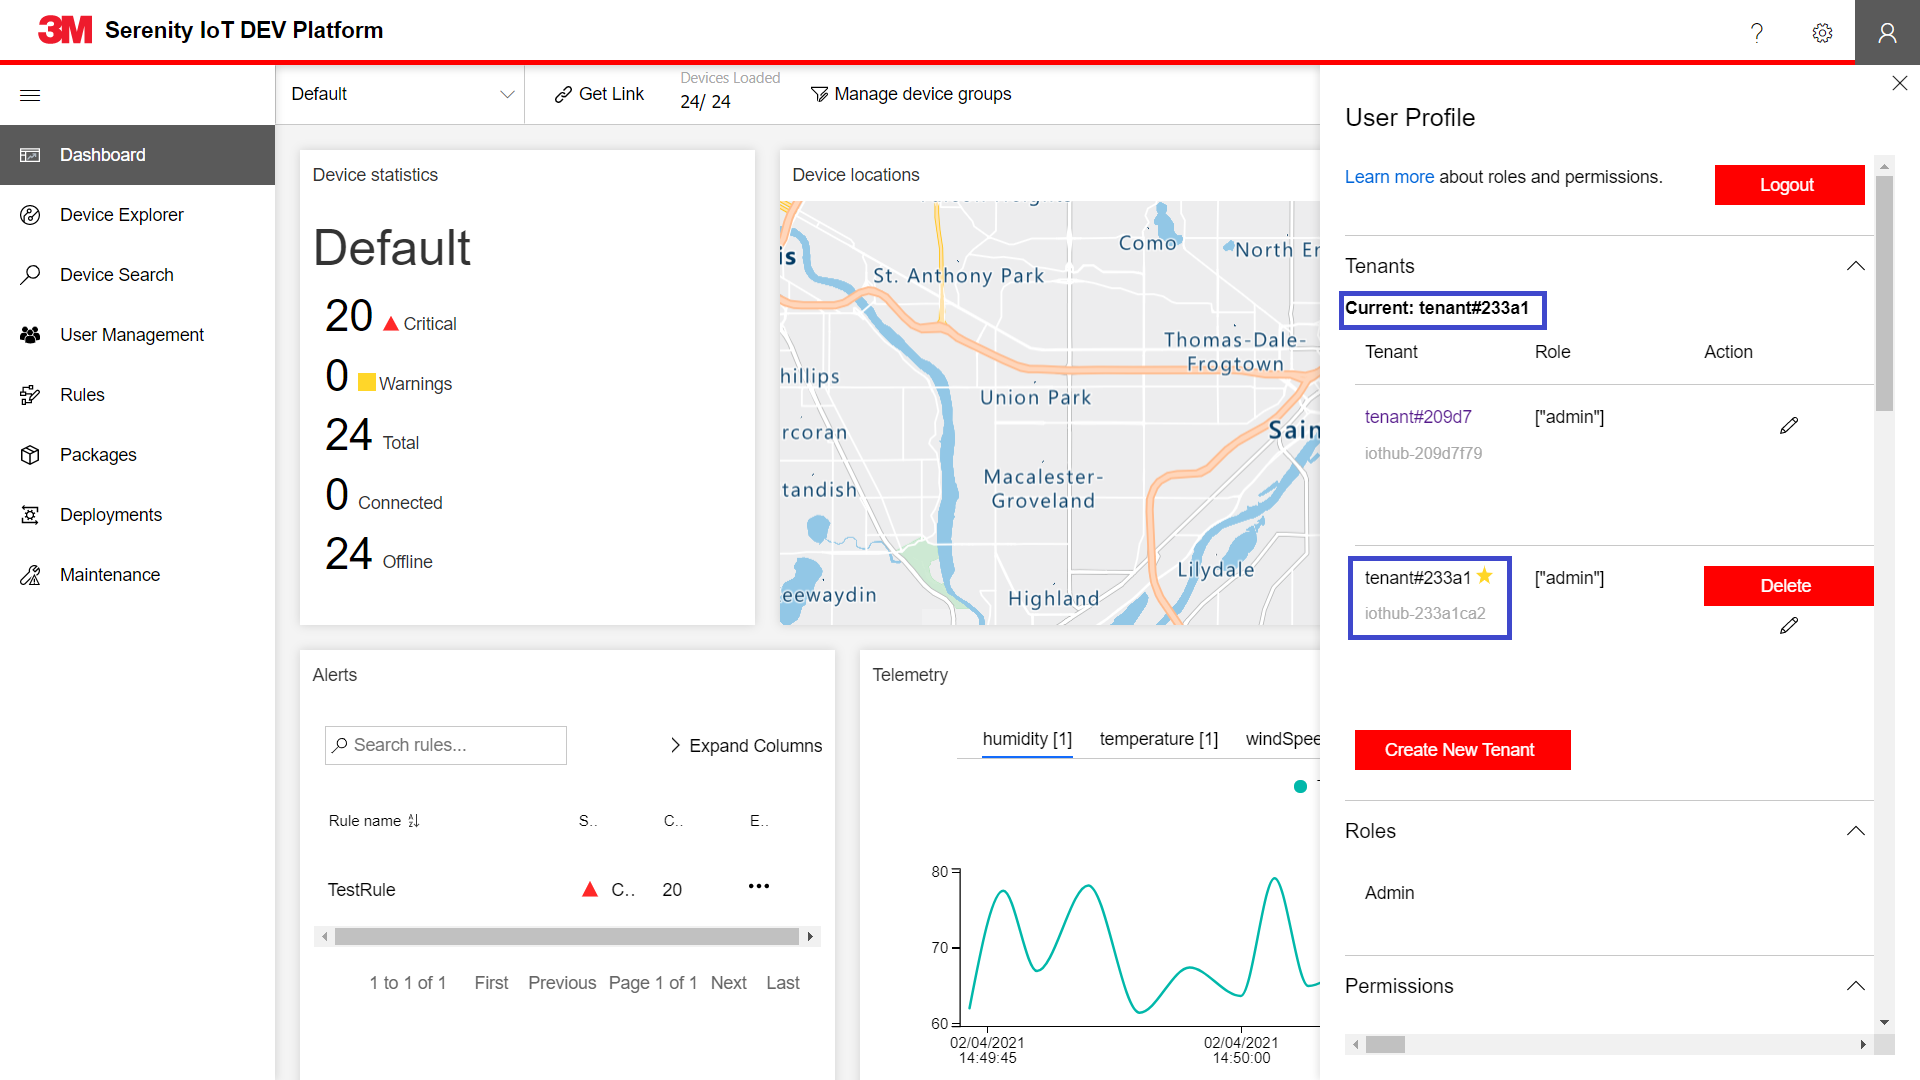 3M Serenity IoT DEV Platform
Default
Get Link
Devices Loaded
24/ 24
Manage device groups
Dashboard
Device Explorer
Device Search
User Management
Rules
Packages
Deployments
Maintenance
Device statistics
Default
20 Critical
0 Warnings
24 Total
0 Connected
24 Offline
Device locations
Como
North En
is
St. Anthony Park
Thomas-Dale-
Frogtown
hillips
Union Park
rcoran
Sain
Macalester-
Groveland
tandish
Lilydale
eewaydin
Highland
Alerts
Search rules...
Expand Columns
Rule name S.. C.. E..
TestRule C.. 20
1 to 1 of 1 First Previous Page 1 of 1 Next Last
Telemetry
humidity [1] temperature [1] windSpee
80
70
60
02/04/2021
14:49:45
02/04/2021
14:50:00
User Profile
Learn more about roles and permissions.
Logout
Tenants
Current: tenant#233a1
Tenant Role Action
tenant#209d7 ["admin"]
iothub-209d7f79
tenant#233a1 ["admin"] Delete
iothub-233a1ca2
Create New Tenant
Roles
Admin
Permissions